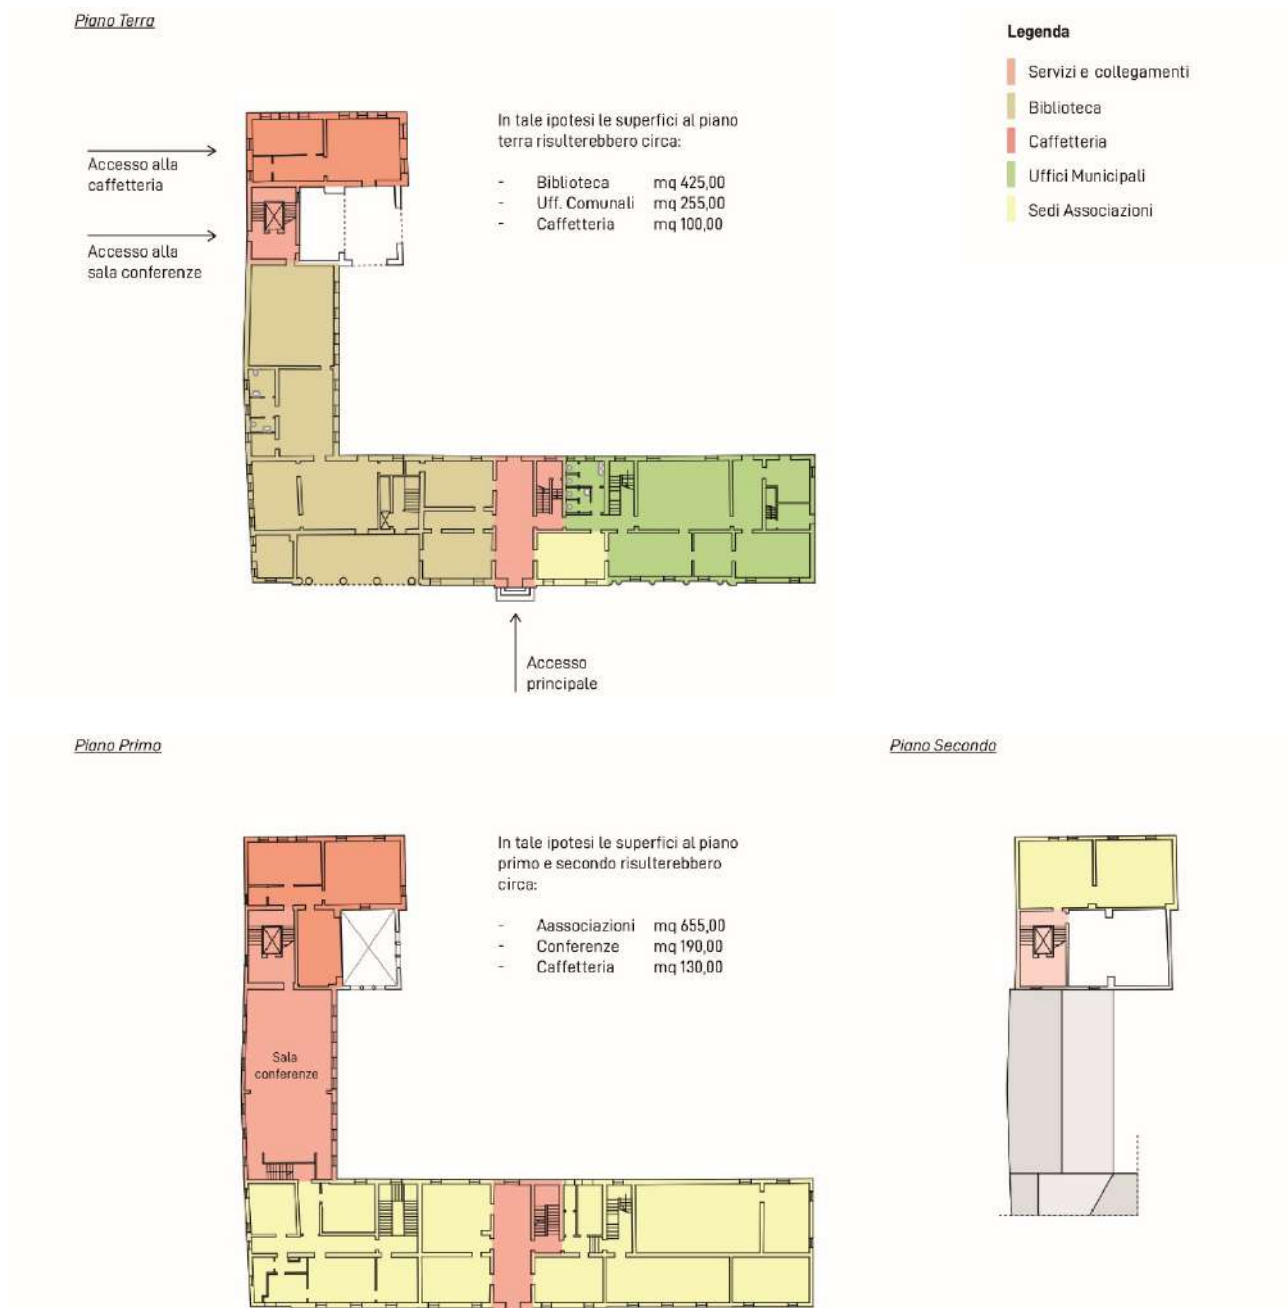 Piano Terra
Legenda
Servizi e collegamenti
Biblioteca
Caffetteria
Uffici Municipali
Sedi Associazioni
In tale ipotesi le superfici al piano
terra risulterebbero circa:
- Biblioteca mq 425,00
- Uff. Comunali mq 255,00
- Caffetteria mq 100,00
Accesso alla
caffetteria
Accesso alla
sala conferenze
Accesso
principale
Piano Primo
In tale ipotesi le superfici al piano
primo e secondo risulterebbero
circa:
- Aassociazioni mq 655,00
- Conferenze mq 190,00
- Caffetteria mq 130,00
Sala
conferenze
Piano Secondo